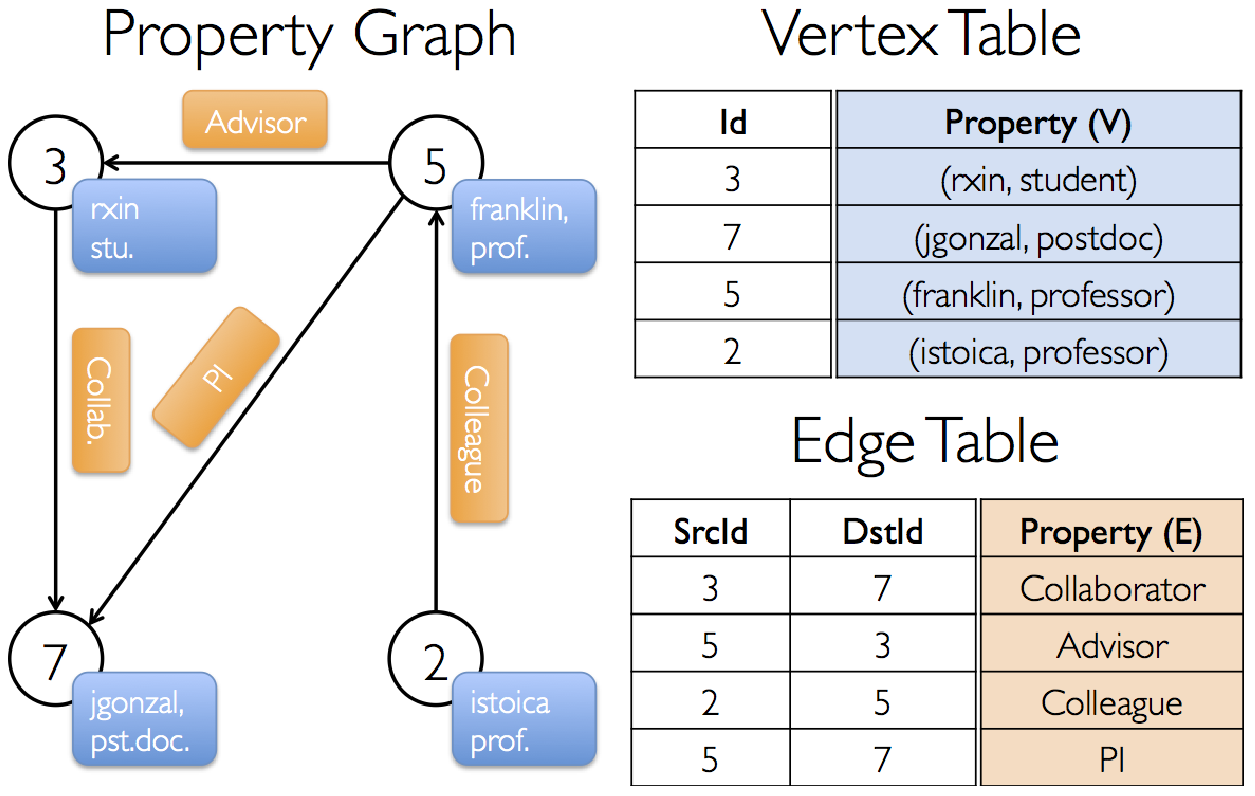 Property Graph
Advisor
3
rxin
stu.
5
franklin,
prof.
Collab.
PI
Colleague
7
jgonzal,
pst.doc.
2
istoica
prof.
Vertex Table
Id Property (V)
3 (rxin, student)
7 (jgonzal, postdoc)
5 (franklin, professor)
2 (istoica, professor)
Edge Table
SrcId DstId Property (E)
3 7 Collaborator
5 3 Advisor
2 5 Colleague
5 7 PI